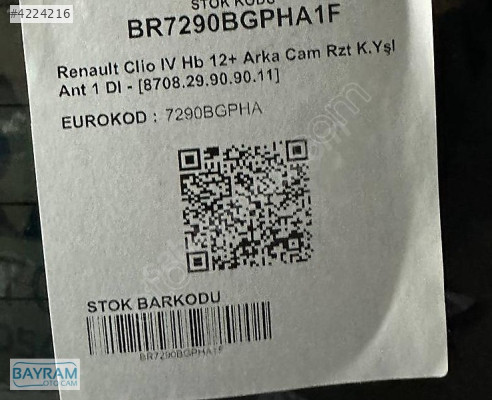 #4224216
STOK KODU
BR7290BGPHA1F
Renault Clio IV Hb 12+ Arka Cam Rzt K.Yşl
Ant 1 Dl - [8708.29.90.90.11]
EUROKOD : 7290BGPHA
STOK BARKODU
BR7290BGPHA1F
BAYRAM
OTO CAM